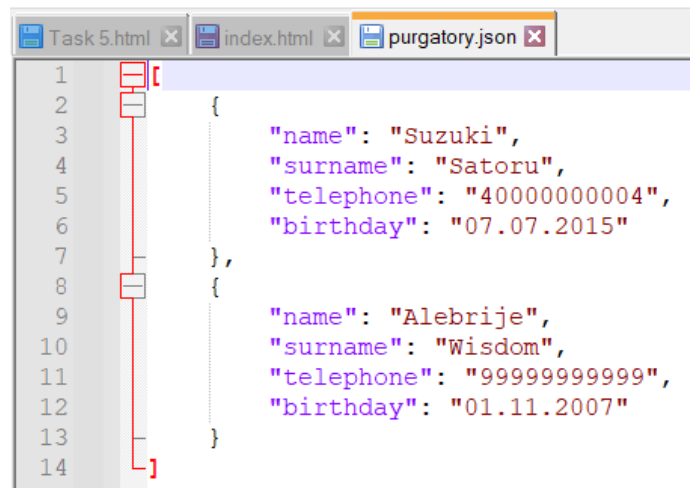 Task 5.html index.html purgatory.json
1 [
2 {
3 "name": "Suzuki",
4 "surname": "Satoru",
5 "telephone": "40000000004",
6 "birthday": "07.07.2015"
7 },
8 {
9 "name": "Alebrije",
10 "surname": "Wisdom",
11 "telephone": "99999999999",
12 "birthday": "01.11.2007"
13 }
14 ]